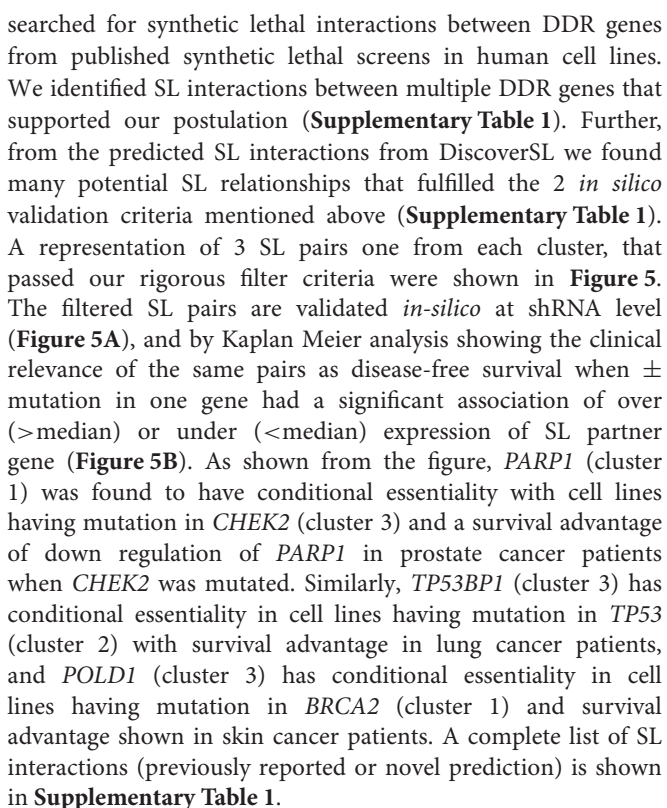 searched for synthetic lethal interactions between DDR genes
from published synthetic lethal screens in human cell lines.
We identified SL interactions between multiple DDR genes that
supported our postulation (Supplementary Table 1). Further,
from the predicted SL interactions from DiscoverSL we found
many potential SL relationships that fulfilled the 2 in silico
validation criteria mentioned above (Supplementary Table 1).
A representation of 3 SL pairs one from each cluster, that
passed our rigorous filter criteria were shown in Figure 5.
The filtered SL pairs are validated in-silico at shRNA level
(Figure 5A), and by Kaplan Meier analysis showing the clinical
relevance of the same pairs as disease-free survival when ±
mutation in one gene had a significant association of over
(>median) or under (<median) expression of SL partner
gene (Figure 5B). As shown from the figure, PARP1 (cluster
1) was found to have conditional essentiality with cell lines
having mutation in CHEK2 (cluster 3) and a survival advantage
of down regulation of PARP1 in prostate cancer patients
when CHEK2 was mutated. Similarly, TP53BP1 (cluster 3) has
conditional essentiality in cell lines having mutation in TP53
(cluster 2) with survival advantage in lung cancer patients,
and POLD1 (cluster 3) has conditional essentiality in cell
lines having mutation in BRCA2 (cluster 1) and survival
advantage shown in skin cancer patients. A complete list of SL
interactions (previously reported or novel prediction) is shown
in Supplementary Table 1.